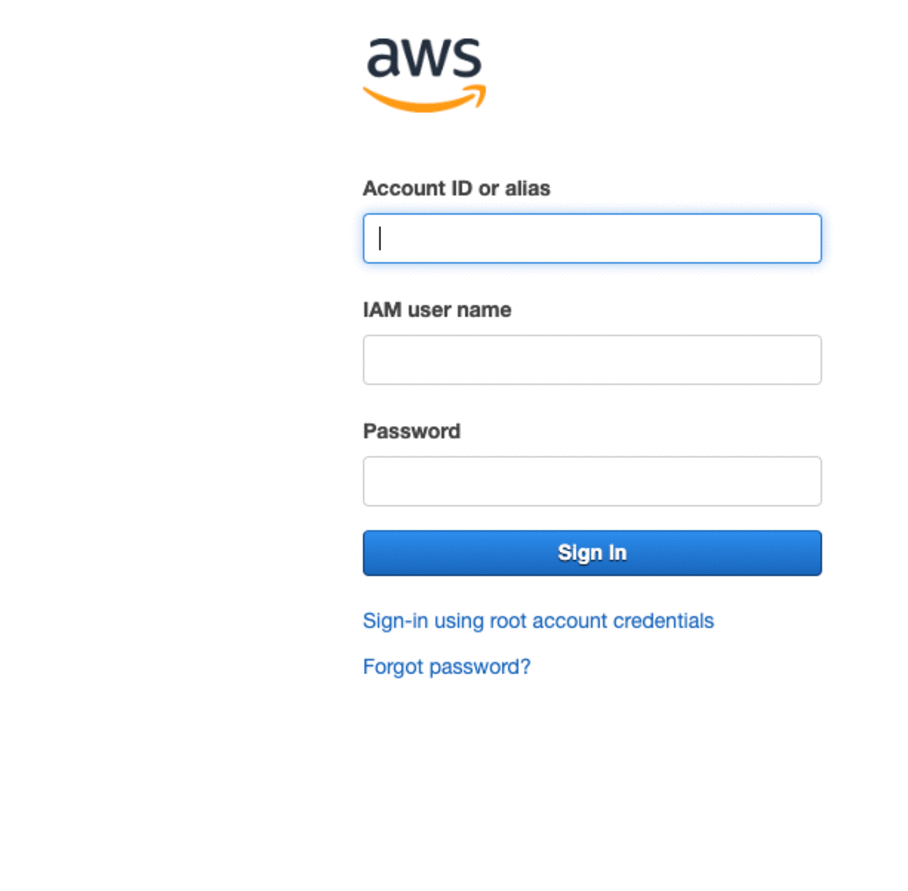 aws
Account ID or alias
IAM user name
Password
Sign In
Sign-in using root account credentials
Forgot password?